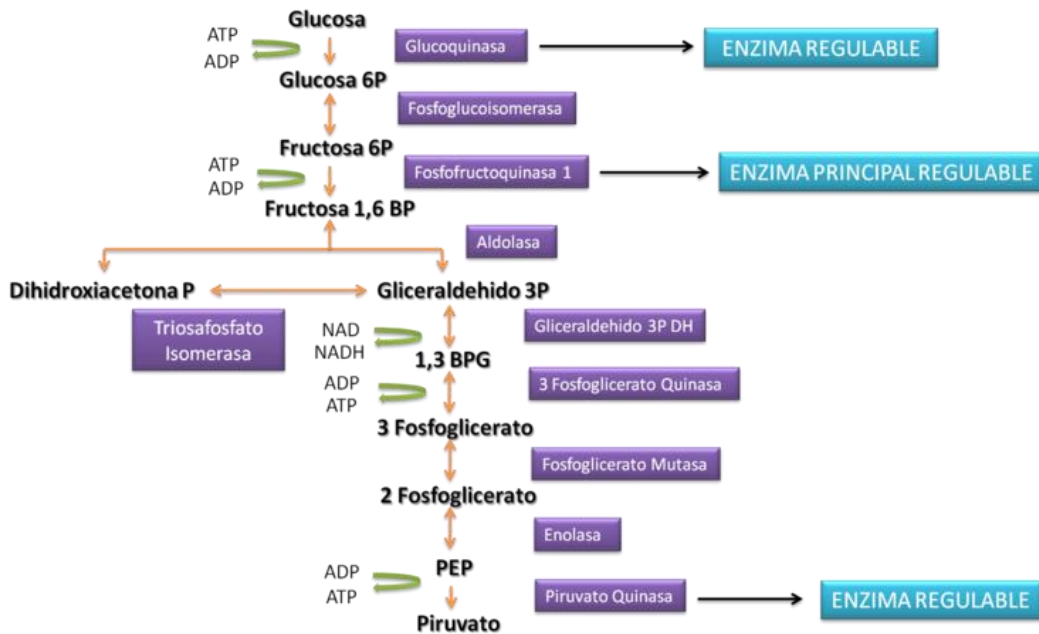 Glucosa
ATP
ADP
Glucoquinasa
ENZIMA REGULABLE
Glucosa 6P
Fosfoglucoisomerasa
Fructosa 6P
ATP
ADP
Fosfofructoquinasa 1
ENZIMA PRINCIPAL REGULABLE
Fructosa 1,6 BP
Aldolasa
Dihidroxiacetona P
Gliceraldehido 3P
Triosafosfato
Isomerasa
NAD
NADH
Gliceraldehido 3P DH
1,3 BPG
ADP
ATP
3 Fosfoglicerato Quinasa
3 Fosfoglicerato
Fosfoglicerato Mutasa
2 Fosfoglicerato
Enolasa
PEP
ADP
ATP
Piruvato Quinasa
ENZIMA REGULABLE
Piruvato